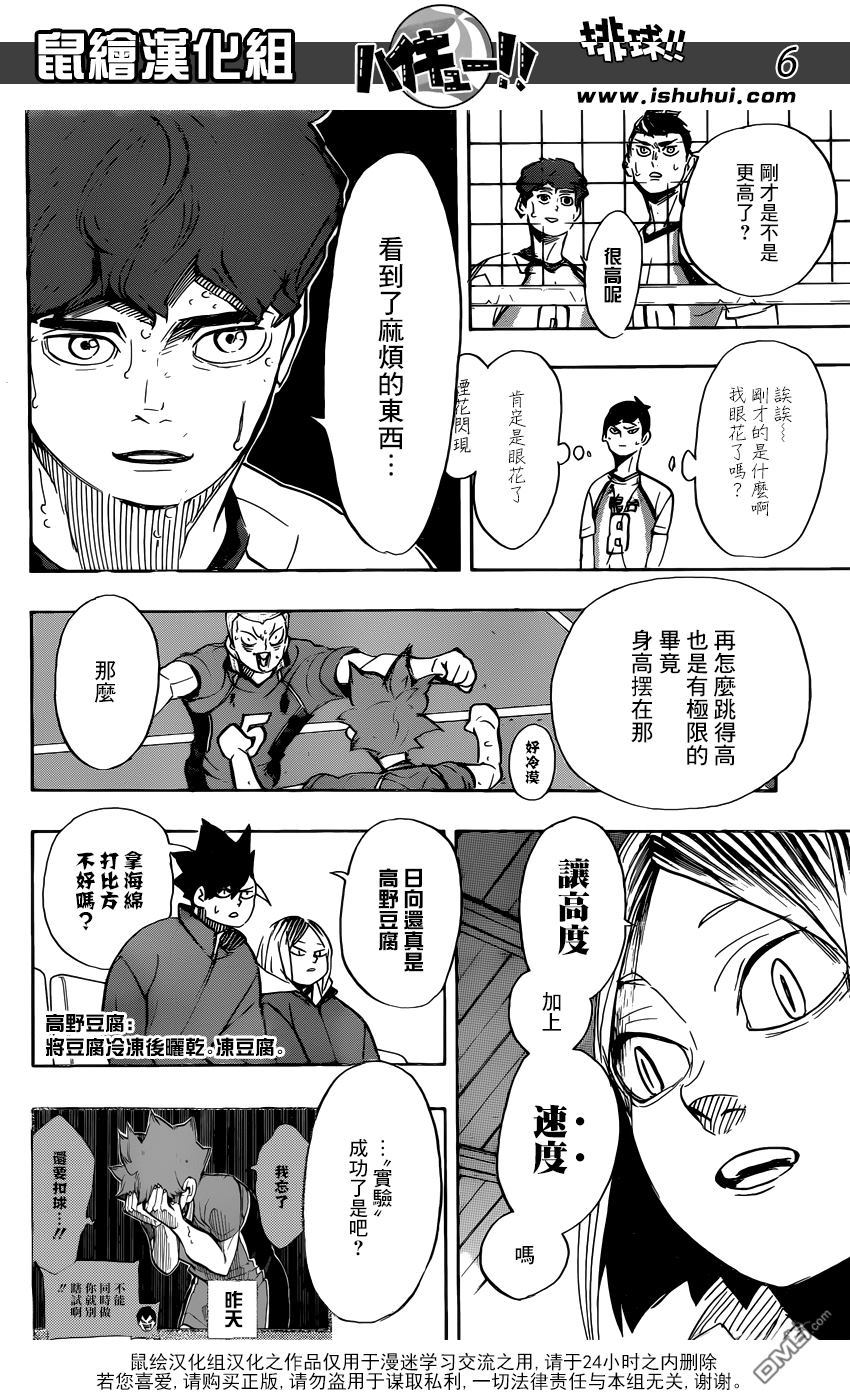 鼠繪漢化組
ハイキュー!!
排球!!
6
www.ishuhui.com
剛才是不是
更高了?
很高呢
看到了麻煩的東西…
誒誒~
剛才的是什麼啊
我眼花了嗎?
肯定是眼花了
煙花閃現
鴎台
8
再怎麼跳得高
也是有極限的
畢竟
身高擺在那
那麼
5
好冷漠
讓高度
加上
速度
嗎
日向還真是
高野豆腐
拿海綿
打比方
不好嗎?
高野豆腐:
將豆腐冷凍後曬乾.凍豆腐。
…"實驗"
成功了是吧?
我忘了
還要扣球…!!
昨天
不能
同時做
你就別
瞎試啊
!!
鼠绘汉化组汉化之作品仅用于漫迷学习交流之用, 请于24小时之内删除
若您喜爱, 请购买正版, 请勿盗用于谋取私利, 一切法律责任与本组无关, 谢谢.
DM5.com